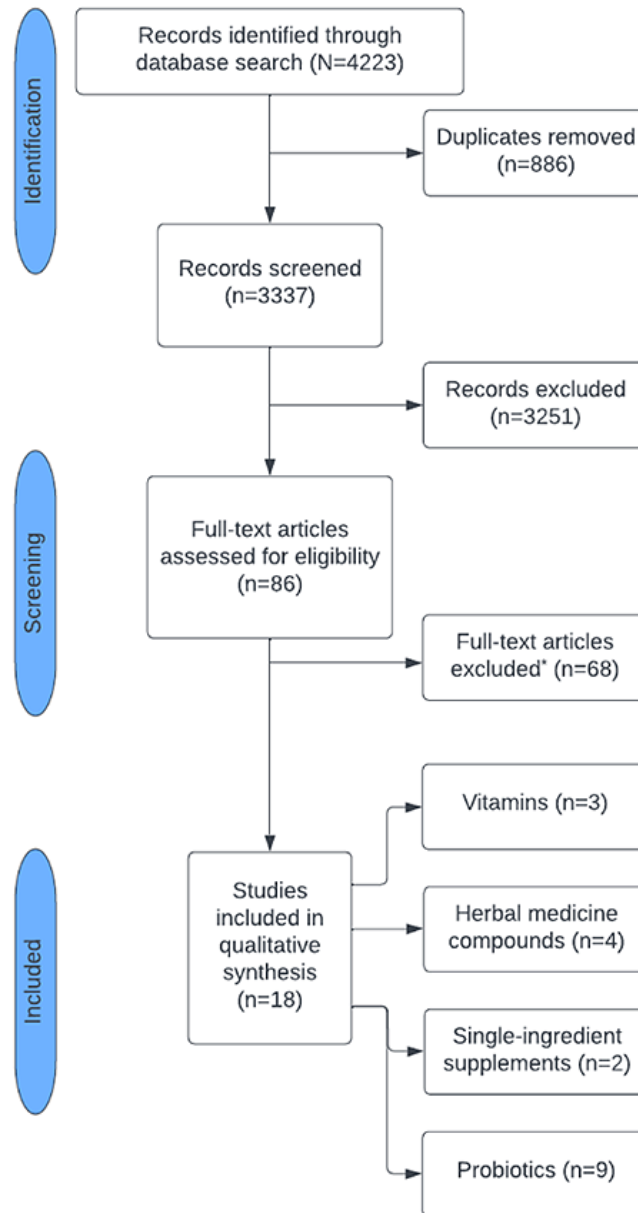 Identification
Records identified through
database search (N=4223)
Duplicates removed
(n=886)
Records screened
(n=3337)
Records excluded
(n=3251)
Screening
Full-text articles
assessed for eligibility
(n=86)
Full-text articles
excluded* (n=68)
Included
Studies
included in
qualitative
synthesis
(n=18)
Vitamins (n=3)
Herbal medicine
compounds (n=4)
Single-ingredient
supplements (n=2)
Probiotics (n=9)